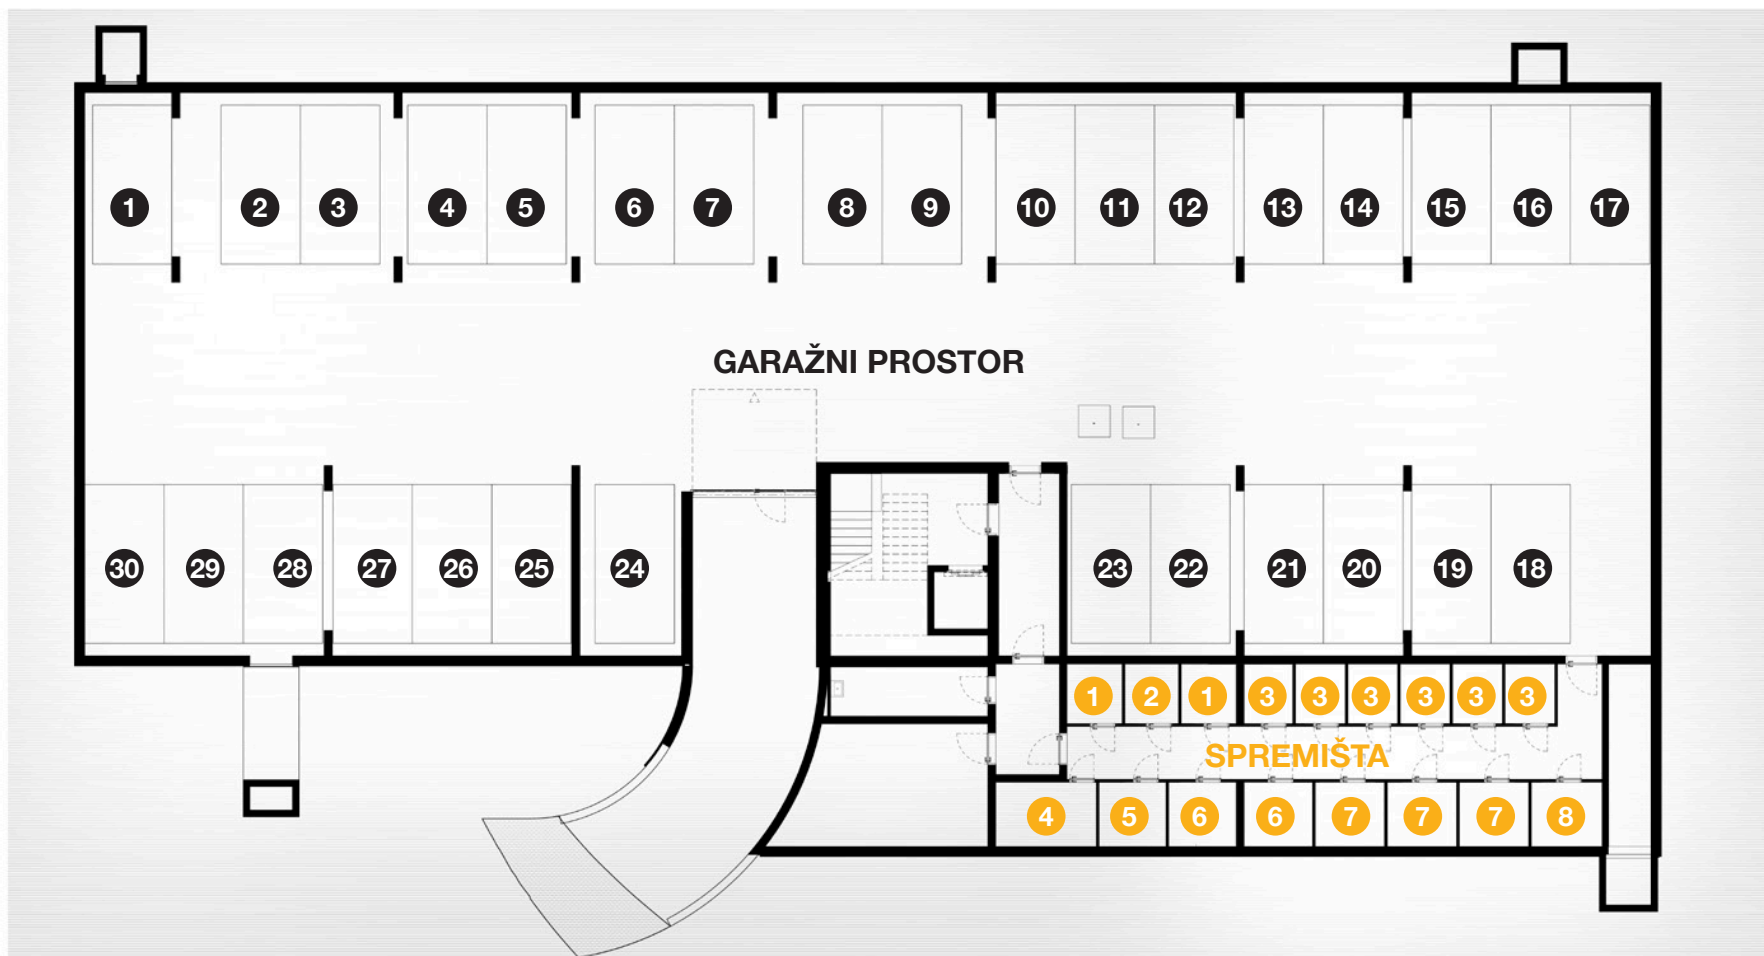 1 2 3 4 5 6 7 8 9 10 11 12 13 14 15 16 17
GARAŽNI PROSTOR
30 29 28 27 26 25 24 23 22 21 20 19 18
1 2 1 3 3 3 3 3 3
SPREMIŠTA
4 5 6 6 7 7 7 8